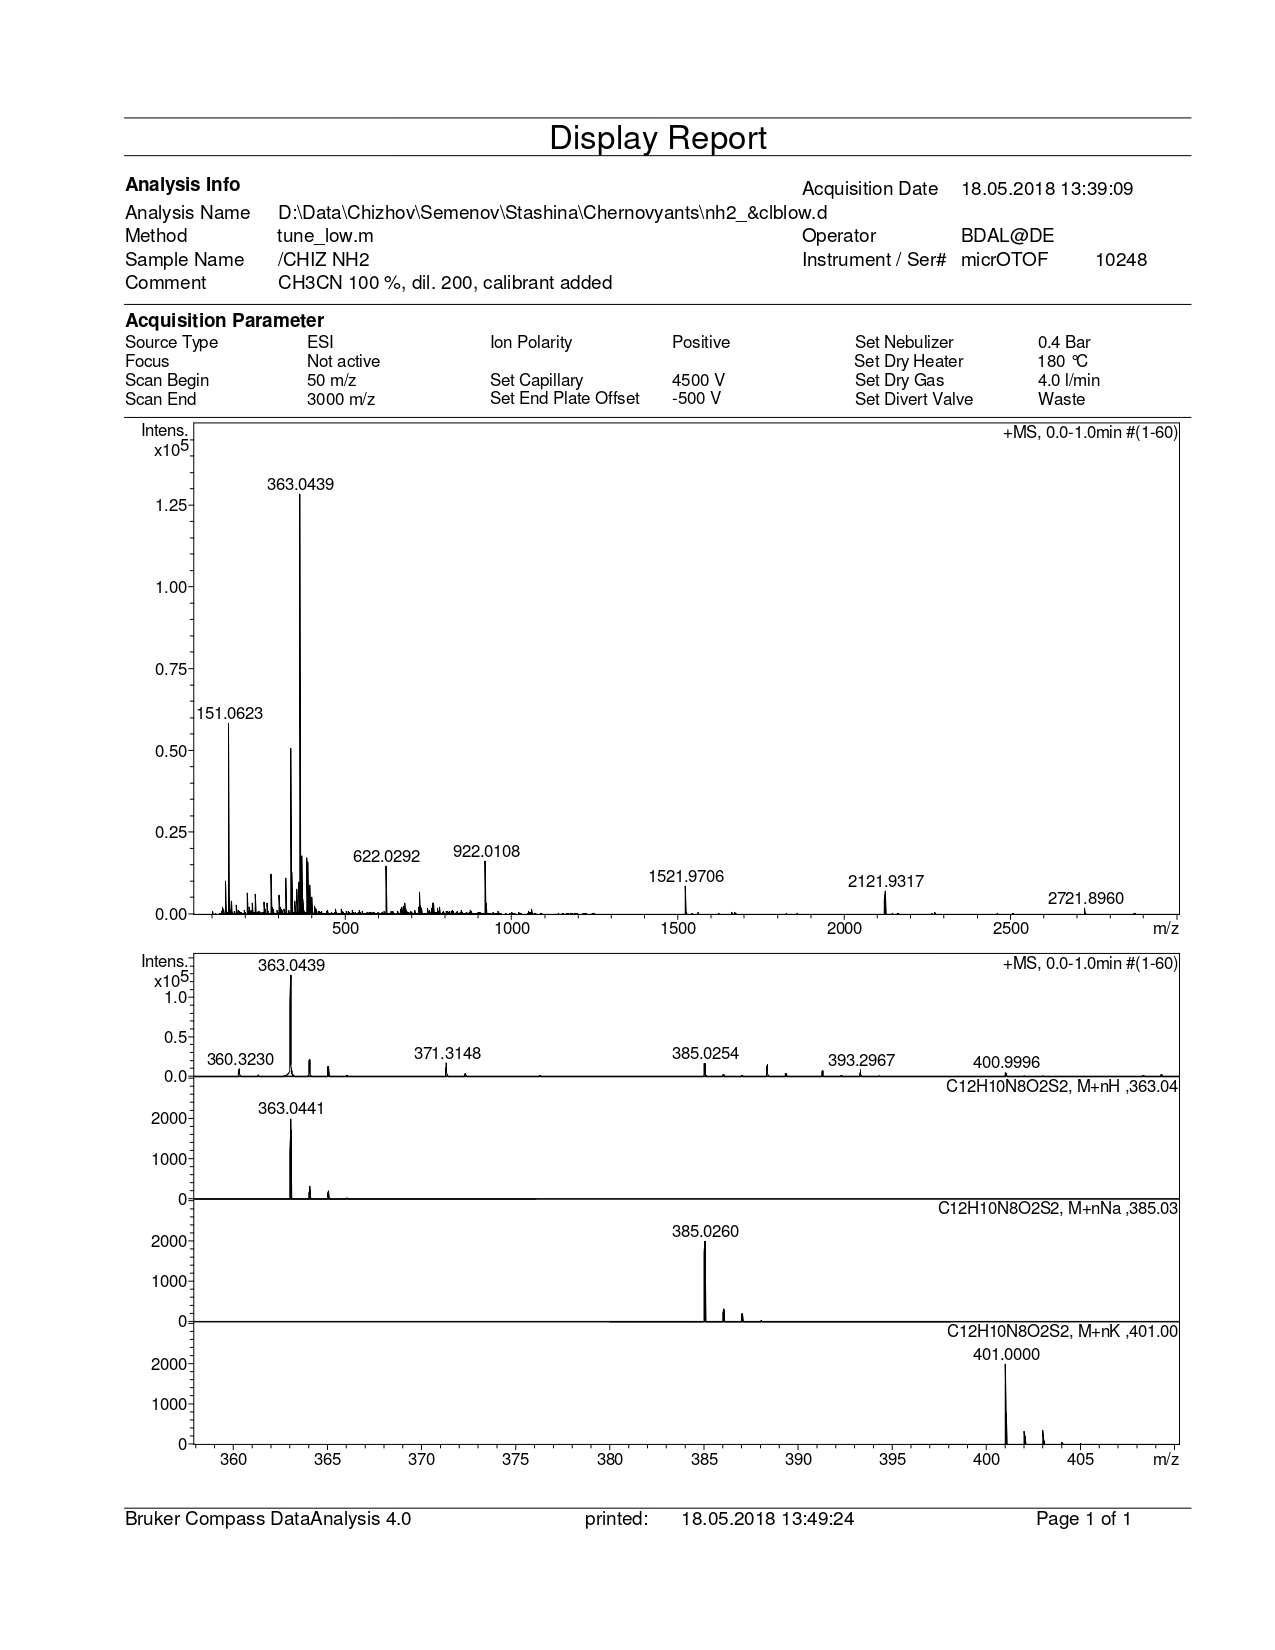 Display Report
Analysis Info
Acquisition Date 18.05.2018 13:39:09
Analysis Name D:\Data\Chizhov\Semenov\Stashina\Chernovyants\nh2_&clblow.d
Method tune_low.m Operator BDAL@DE
Sample Name /CHIZ NH2 Instrument / Ser# micrOTOF 10248
Comment CH3CN 100 %, dil. 200, calibrant added
Acquisition Parameter
Source Type ESI Ion Polarity Positive Set Nebulizer 0.4 Bar
Focus Not active Set Dry Heater 180 °C
Scan Begin 50 m/z Set Capillary 4500 V Set Dry Gas 4.0 l/min
Scan End 3000 m/z Set End Plate Offset -500 V Set Divert Valve Waste
Intens. +MS, 0.0-1.0min #(1-60)
x10^5
363.0439
1.25
1.00
0.75
151.0623
0.50
0.25
622.0292 922.0108
1521.9706 2121.9317
2721.8960
0.00
500 1000 1500 2000 2500 m/z
Intens. 363.0439 +MS, 0.0-1.0min #(1-60)
x10^5
1.0
0.5
360.3230 371.3148 385.0254 393.2967 400.9996
0.0
C12H10N8O2S2, M+nH ,363.04
363.0441
2000
1000
0
C12H10N8O2S2, M+nNa ,385.03
385.0260
2000
1000
0
C12H10N8O2S2, M+nK ,401.00
401.0000
2000
1000
0
360 365 370 375 380 385 390 395 400 405 m/z
Bruker Compass DataAnalysis 4.0 printed: 18.05.2018 13:49:24 Page 1 of 1